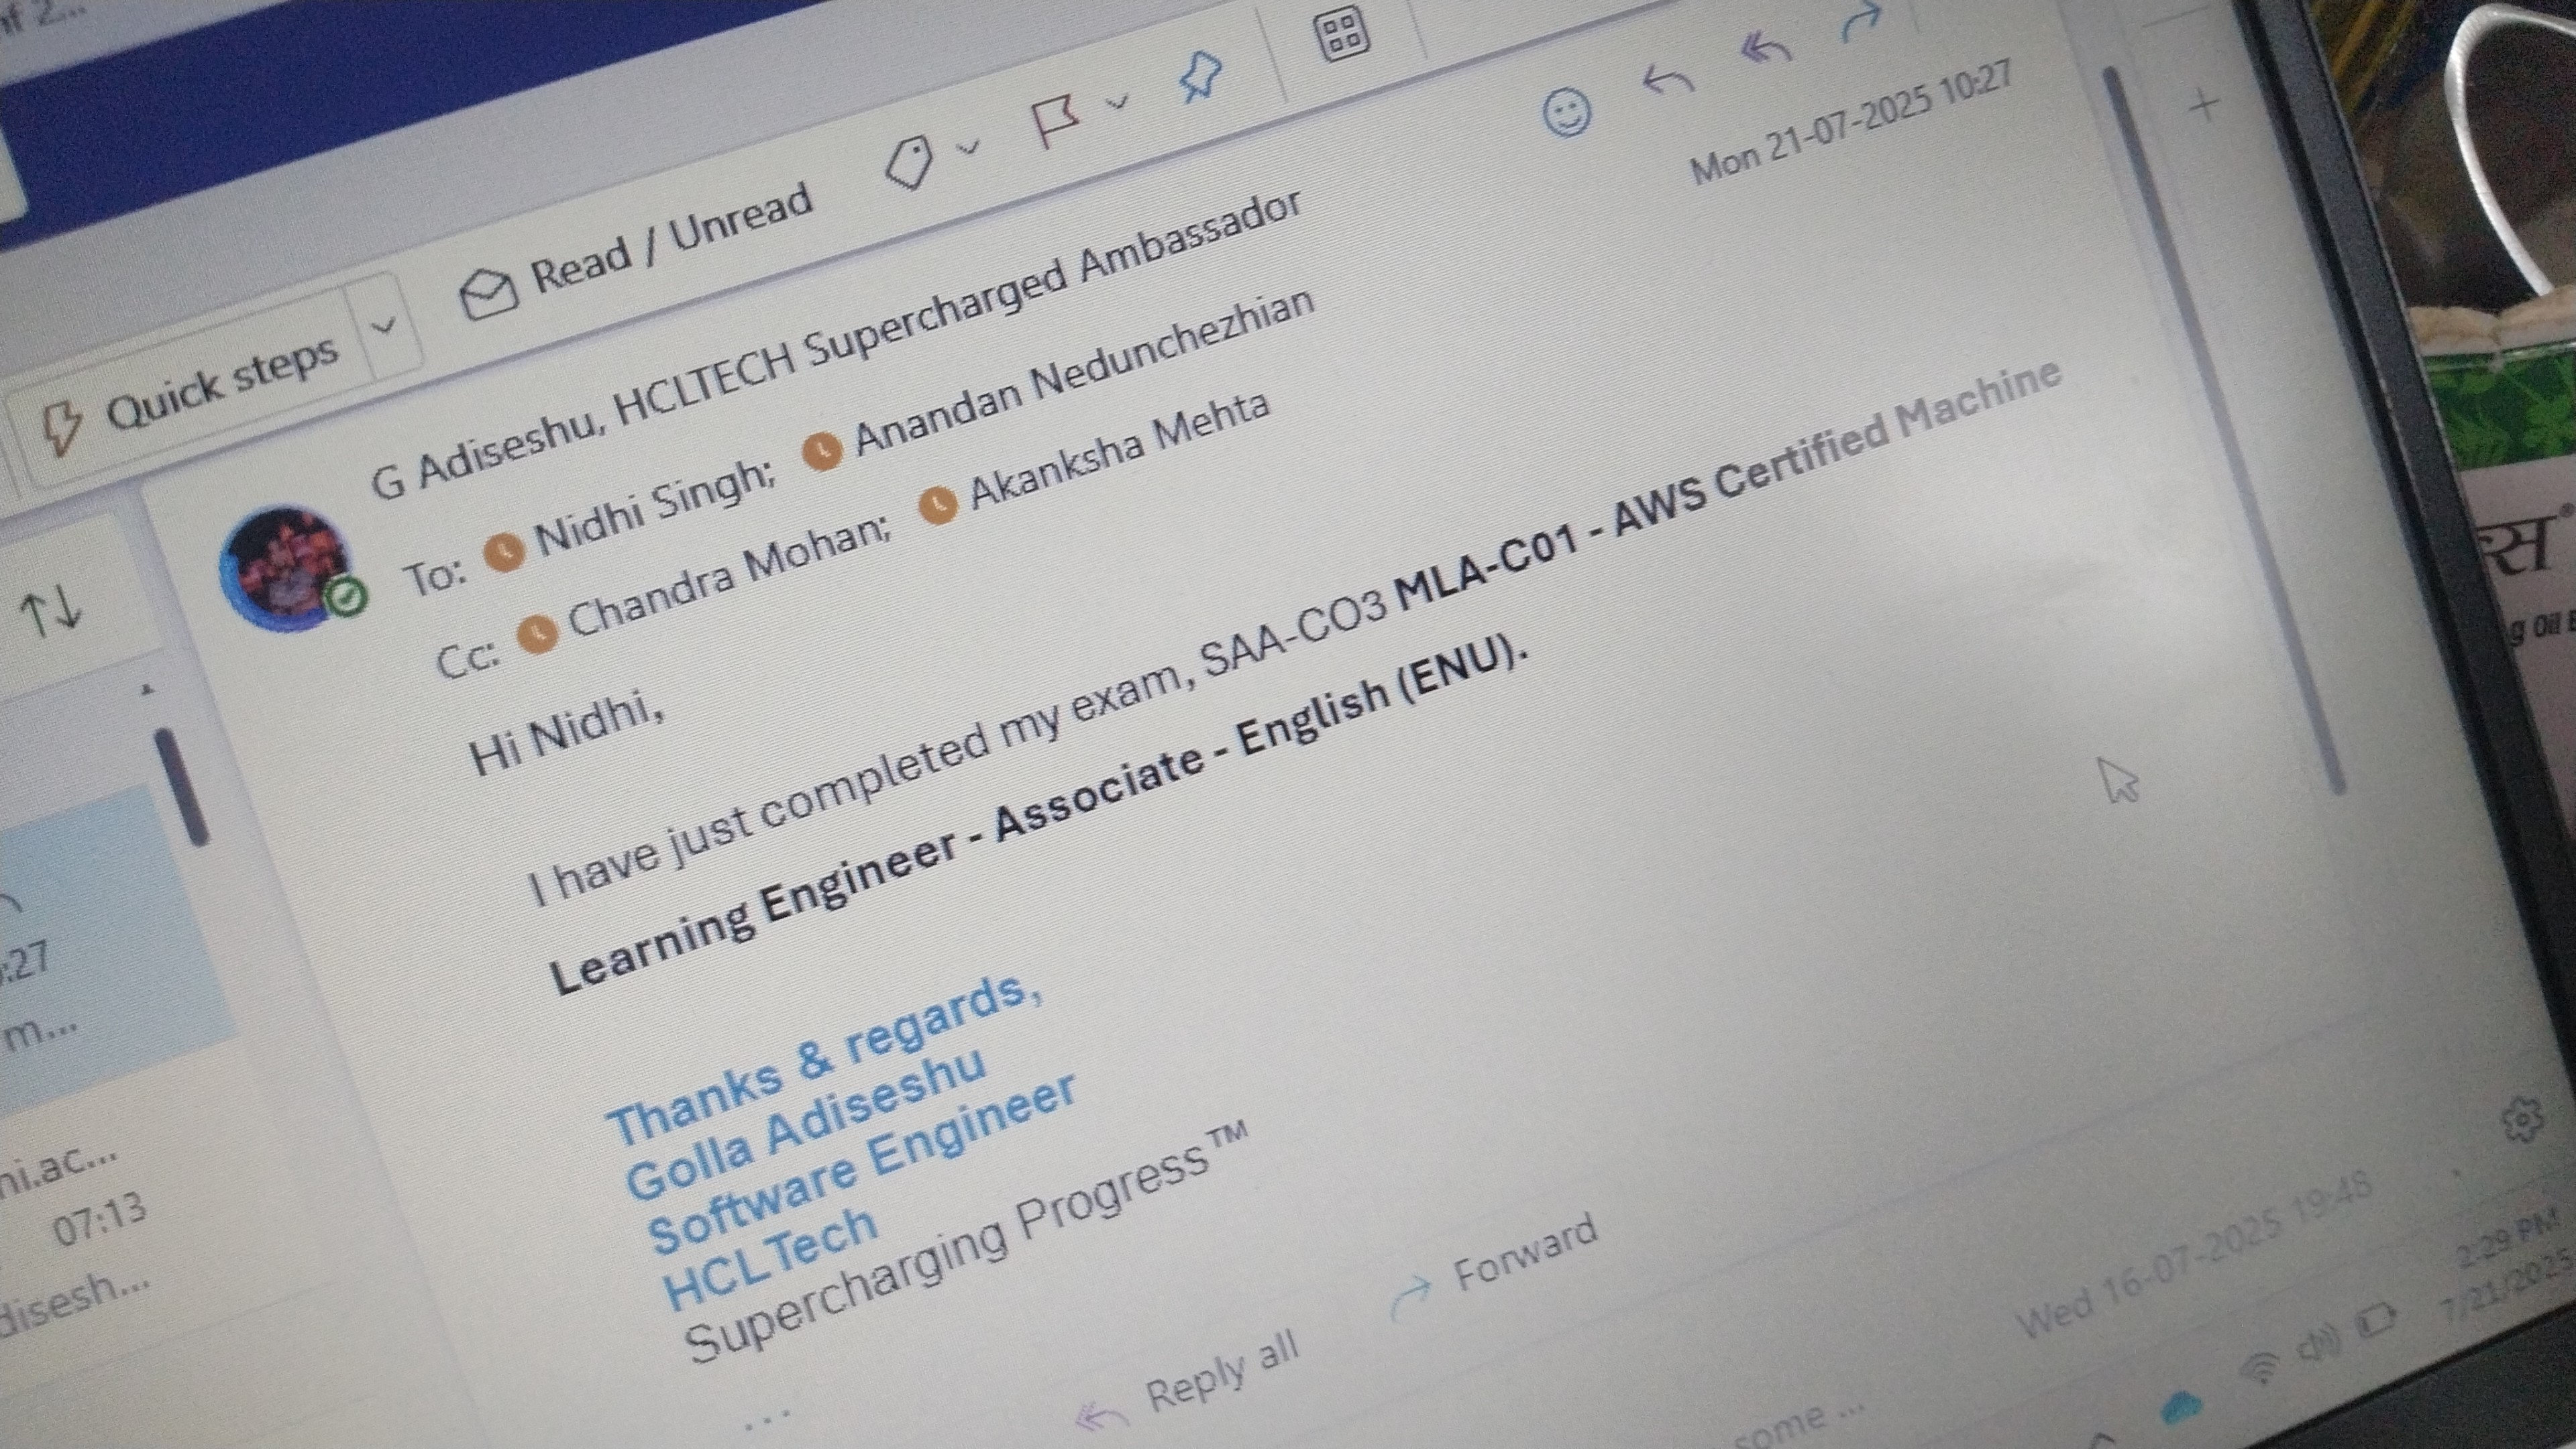 Quick steps
Read / Unread
G Adiseshu, HCLTECH Supercharged Ambassador
To: Nidhi Singh; Anandan Nedunchezhian
Cc: Chandra Mohan; Akanksha Mehta
Mon 21-07-2025 10:27
Hi Nidhi,
I have just completed my exam, SAA-CO3 MLA-C01 - AWS Certified Machine
Learning Engineer - Associate - English (ENU).
Thanks & regards,
Golla Adiseshu
Software Engineer
HCLTech
Supercharging Progress™
...
Reply all
Forward
:27
m...
ni.ac...
07:13
disesh...
Wed 16-07-2025 19:48
some ...
2:29 PM
7/21/2025
g Oil